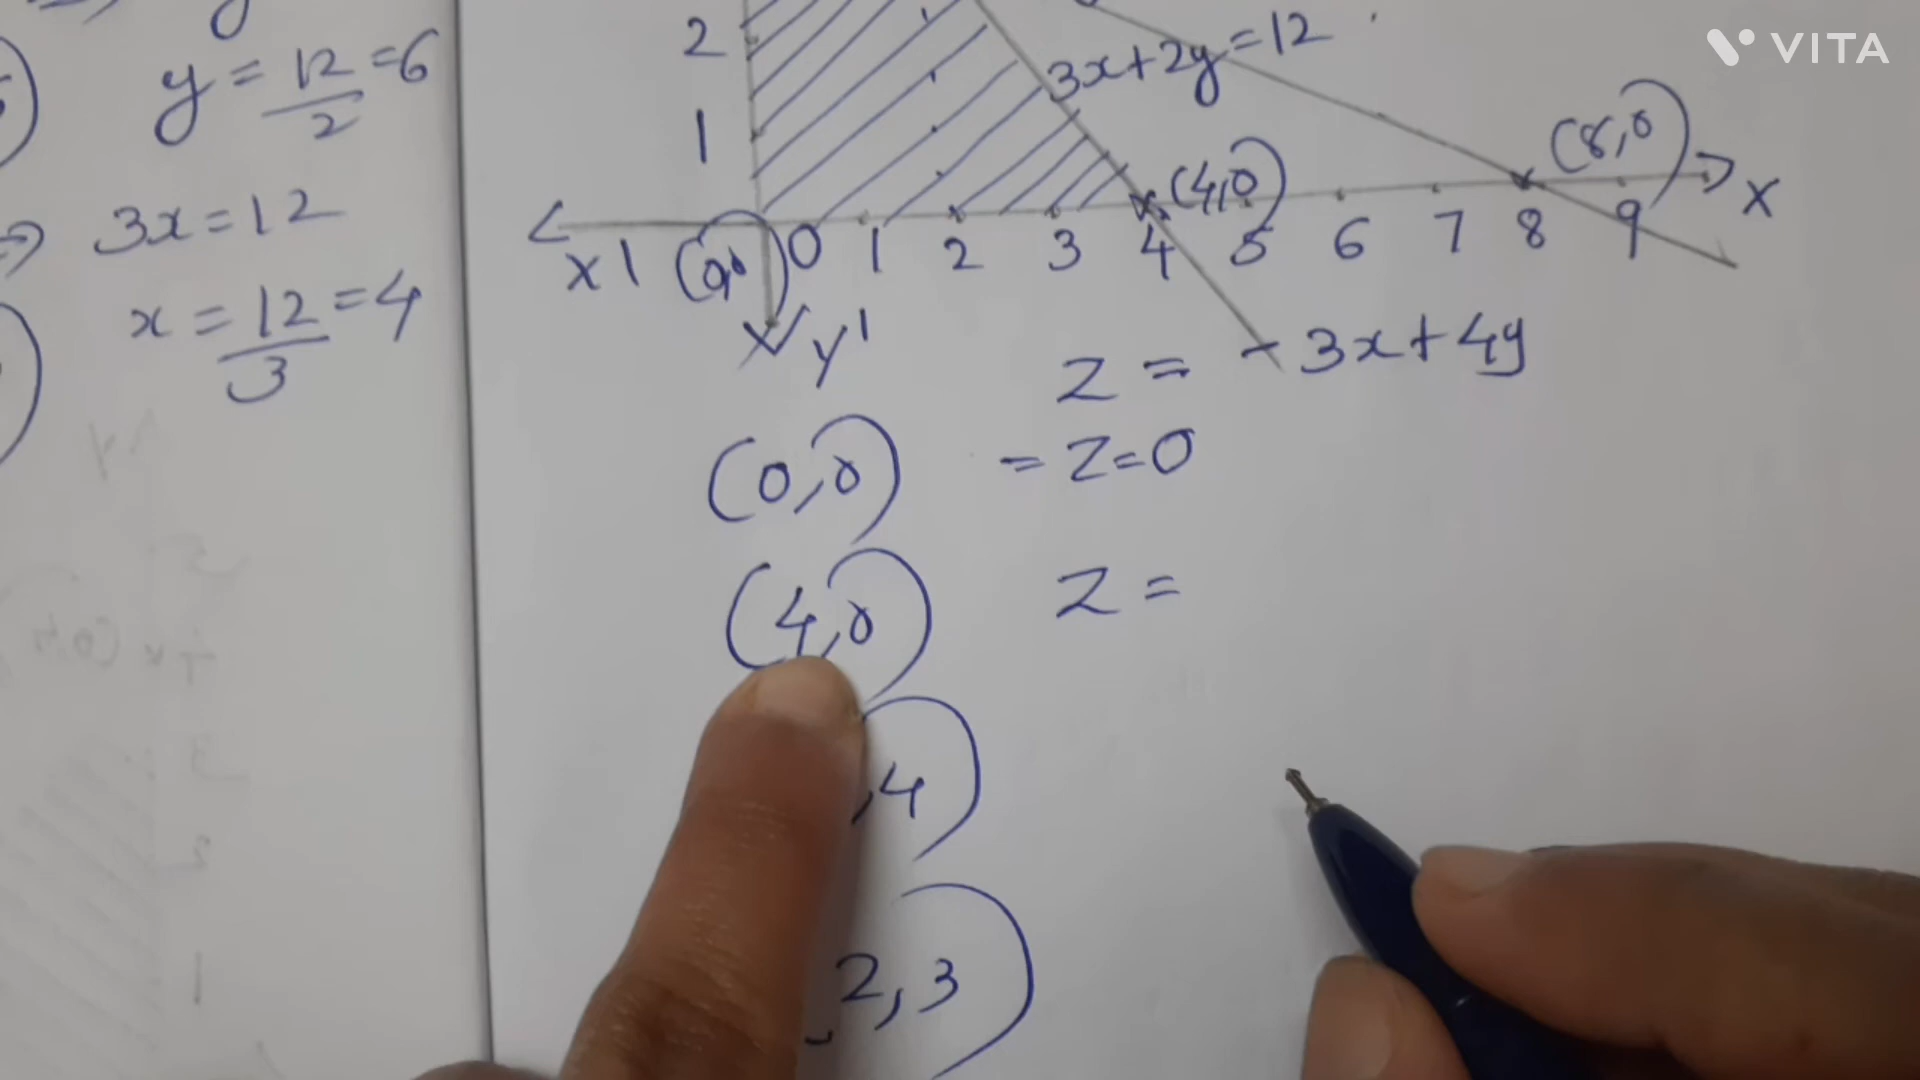 y = 12/2 = 6
⇒ 3x = 12
x = 12/3 = 4
VITA
2
3x+2y=12
1
(8,0)
(4,0)
X
X'
(0,0)
0 1 2 3 4 5 6 7 8 9
Y'
Z = -3x+4y
(0,0) = Z=0
(4,0) Z =
,4)
2,3)